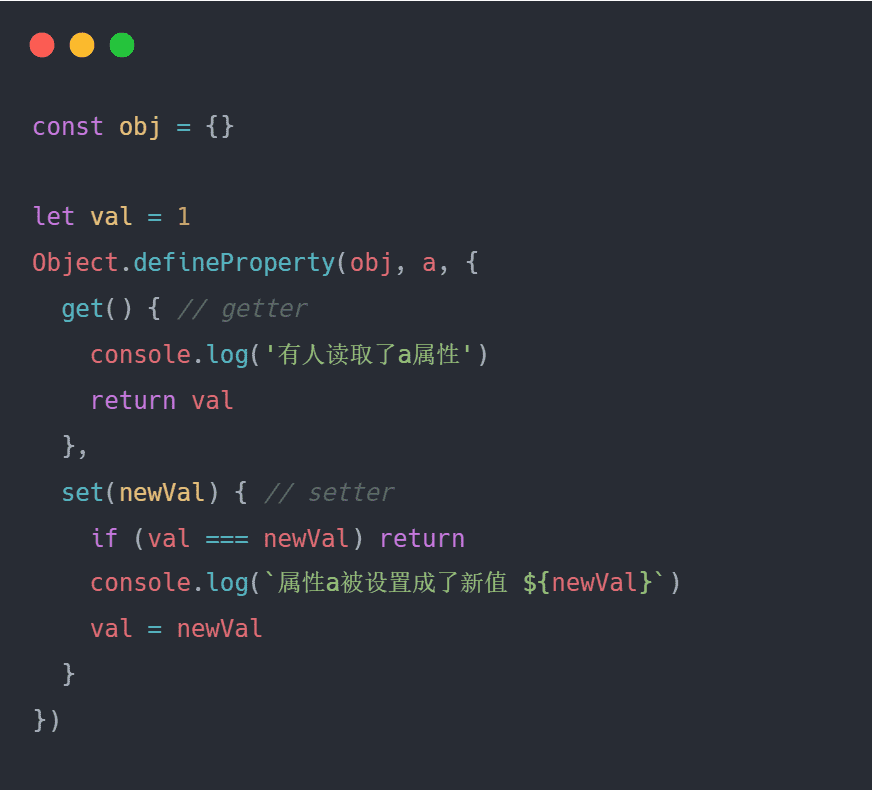 const obj = {}
let val = 1
Object.defineProperty(obj, a, {
  get() { // getter
    console.log('有人读取了a属性')
    return val
  },
  set(newVal) { // setter
    if (val === newVal) return
    console.log(`属性a被设置成了新值 ${newVal}`)
    val = newVal
  }
})